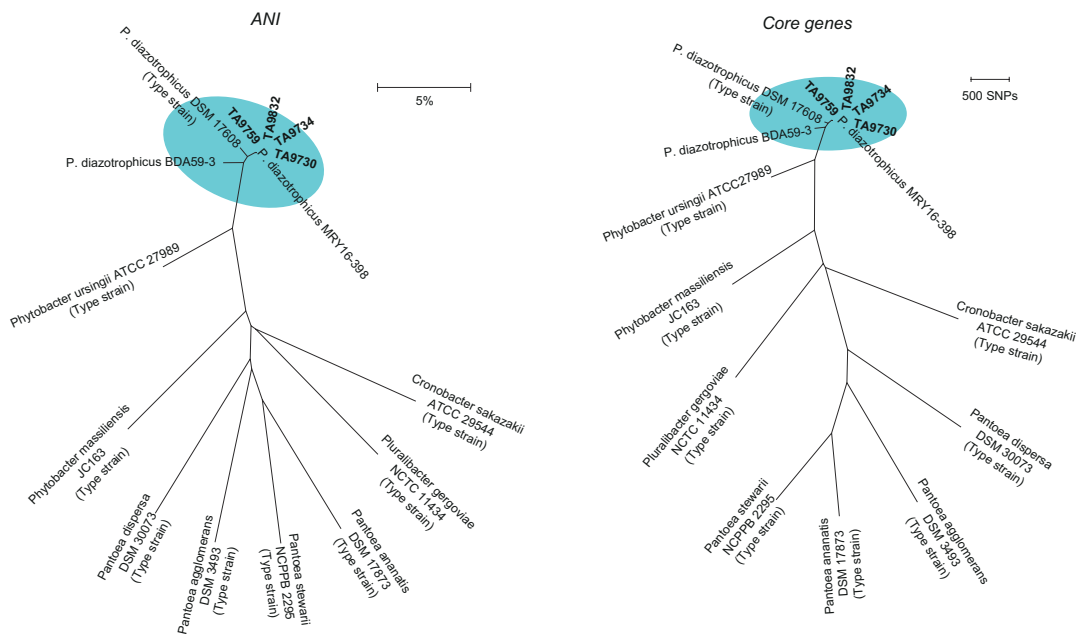 ANI
5%
P. diazotrophicus DSM 17608
(Type strain)
TA9759
TA9832
TA9734
TA9730
P. diazotrophicus MRY16-398
P. diazotrophicus BDA59-3
Phytobacter ursingii ATCC 27989
(Type strain)
Phytobacter massiliensis
JC163
(Type strain)
Pantoea dispersa
DSM 30073
(Type strain)
Pantoea agglomerans
DSM 3493
(Type strain)
Pantoea stewarii
NCPPB 2295
(Type strain)
Pantoea ananatis
DSM 17873
(Type strain)
Pluralibacter gergoviae
NCTC 11434
(Type strain)
Cronobacter sakazakii
ATCC 29544
(Type strain)
Core genes
500 SNPs
P. diazotrophicus DSM 17608
(Type strain)
TA9759
TA9832
TA9734
TA9730
P. diazotrophicus MRY16-398
P. diazotrophicus BDA59-3
Phytobacter ursingii ATCC27989
(Type strain)
Phytobacter massiliensis
JC163
(Type strain)
Pluralibacter gergoviae
NCTC 11434
(Type strain)
Pantoea stewarii
NCPPB 2295
(Type strain)
Pantoea ananatis
DSM 17873
(Type strain)
Pantoea agglomerans
DSM 3493
(Type strain)
Pantoea dispersa
DSM 30073
(Type strain)
Cronobacter sakazakii
ATCC 29544
(Type strain)